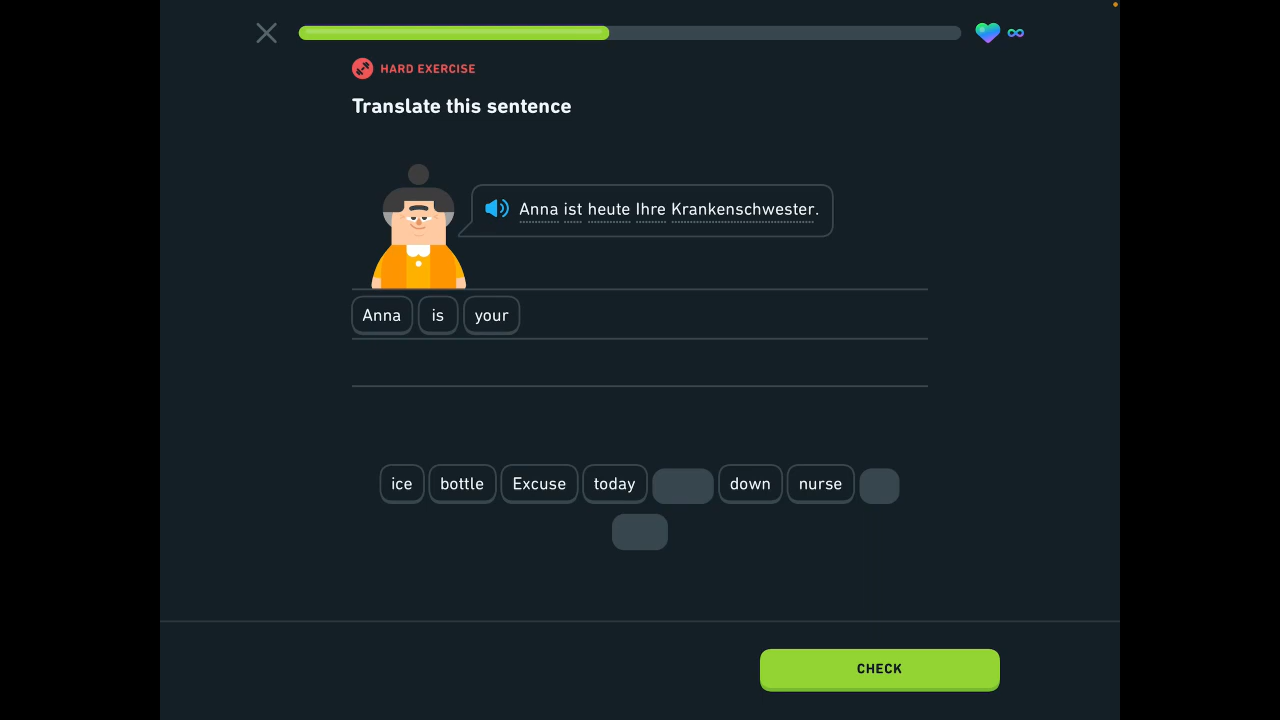 HARD EXERCISE
Translate this sentence
Anna ist heute Ihre Krankenschwester.
Anna is your
ice bottle Excuse today down nurse
CHECK